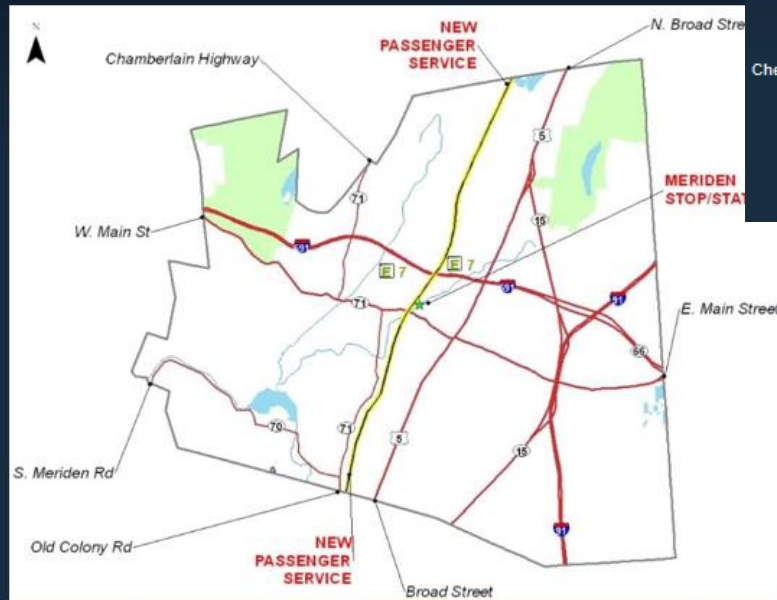 N
N. Broad Stre
NEW
PASSENGER
SERVICE
Che
Chamberlain Highway
5
MERIDEN
STOP/STAT
71
15
W. Main St
691
E 7
E 7
691
91
71
E. Main Street
66
70
71
5
15
S. Meriden Rd
91
Old Colony Rd
NEW
PASSENGER
SERVICE
Broad Street